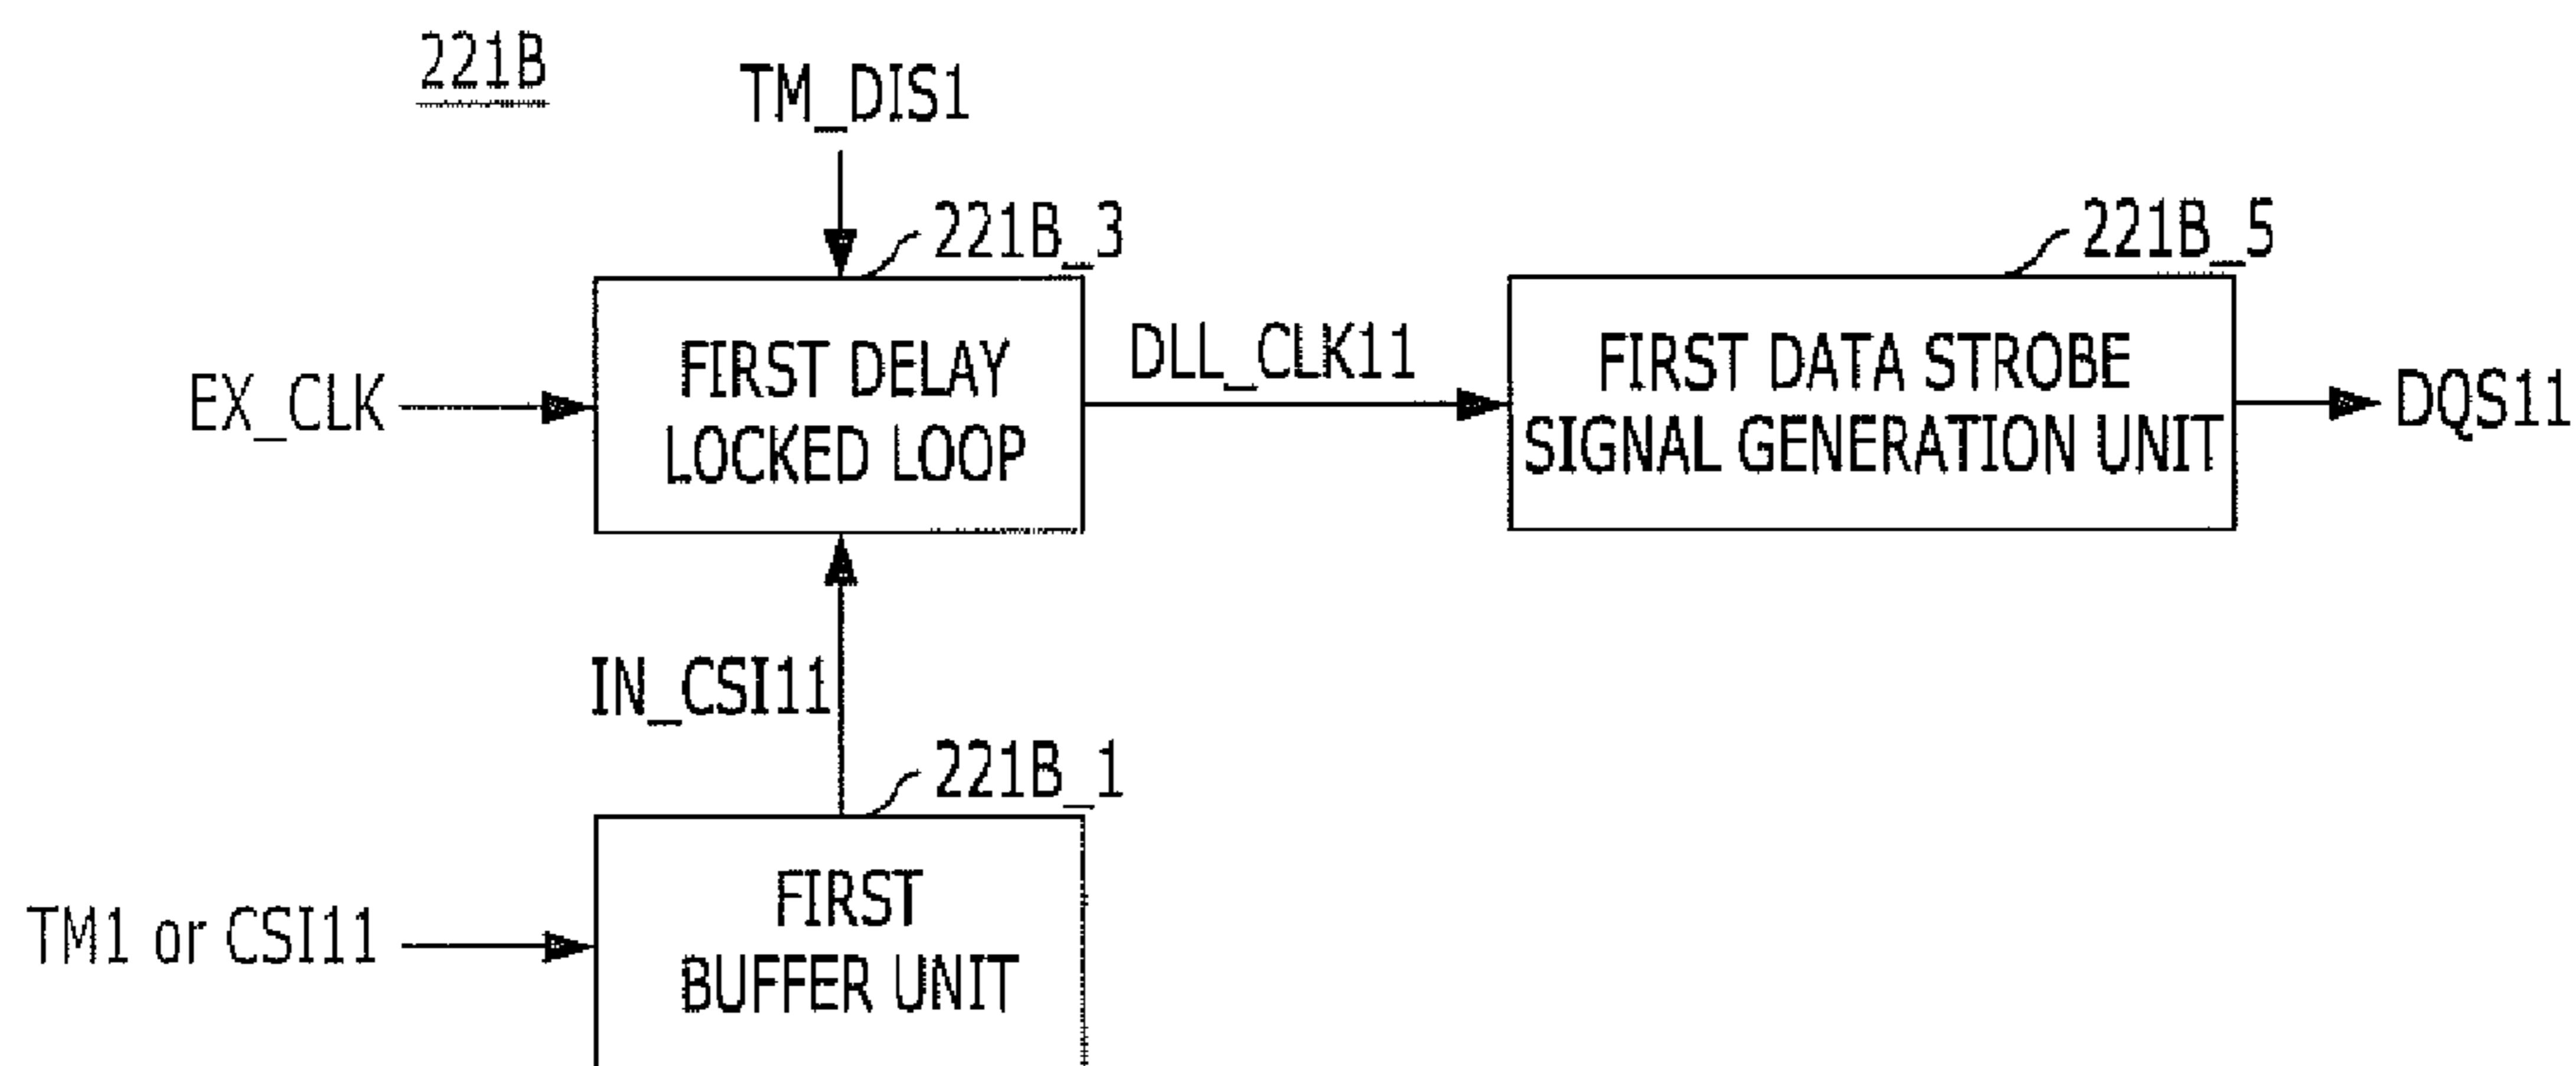 221B
TM_DIS1
221B_3
221B_5
EX_CLK
FIRST DELAY
LOCKED LOOP
DLL_CLK11
FIRST DATA STROBE
SIGNAL GENERATION UNIT
DQS11
IN_CSI11
221B_1
TM1 or CSI11
FIRST
BUFFER UNIT